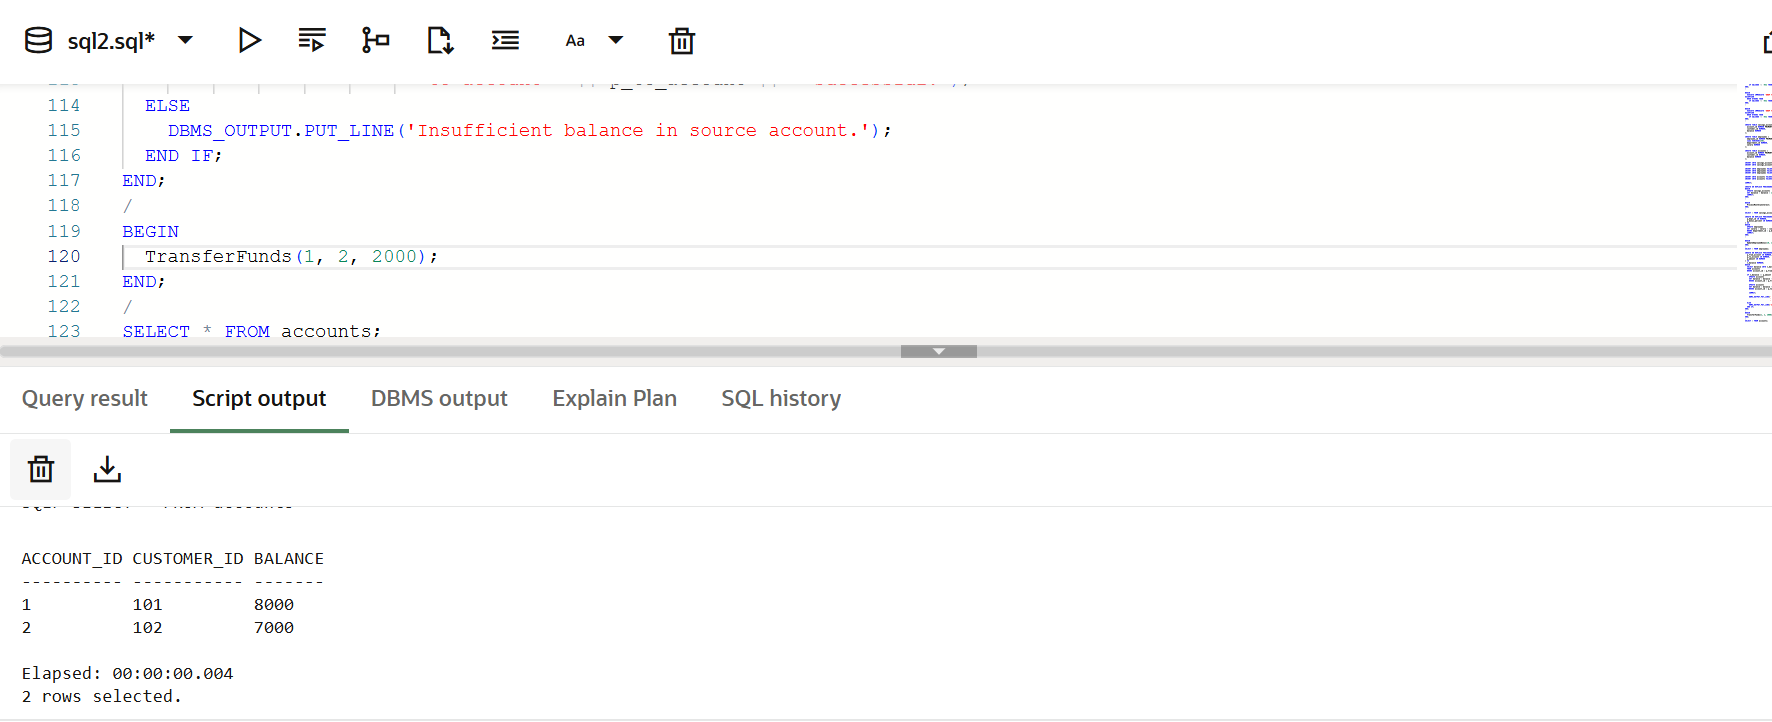 sql2.sql*
Aa
114 ELSE
115 DBMS_OUTPUT.PUT_LINE('Insufficient balance in source account.');
116 END IF;
117 END;
118 /
119 BEGIN
120 TransferFunds(1, 2, 2000);
121 END;
122 /
123 SELECT * FROM accounts;
Query result Script output DBMS output Explain Plan SQL history
ACCOUNT_ID CUSTOMER_ID BALANCE
---------- ----------- -------
1 101 8000
2 102 7000
Elapsed: 00:00:00.004
2 rows selected.